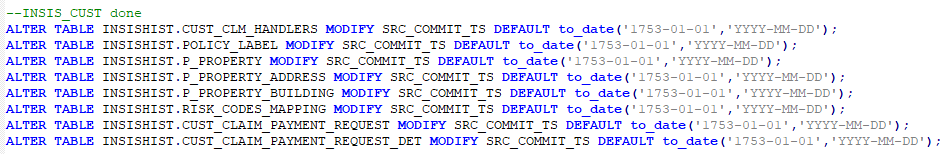 --INSIS_CUST done
ALTER TABLE INSISHIST.CUST_CLM_HANDLERS MODIFY SRC_COMMIT_TS DEFAULT to_date('1753-01-01','YYYY-MM-DD');
ALTER TABLE INSISHIST.POLICY_LABEL MODIFY SRC_COMMIT_TS DEFAULT to_date('1753-01-01','YYYY-MM-DD');
ALTER TABLE INSISHIST.P_PROPERTY MODIFY SRC_COMMIT_TS DEFAULT to_date('1753-01-01','YYYY-MM-DD');
ALTER TABLE INSISHIST.P_PROPERTY_ADDRESS MODIFY SRC_COMMIT_TS DEFAULT to_date('1753-01-01','YYYY-MM-DD');
ALTER TABLE INSISHIST.P_PROPERTY_BUILDING MODIFY SRC_COMMIT_TS DEFAULT to_date('1753-01-01','YYYY-MM-DD');
ALTER TABLE INSISHIST.RISK_CODES_MAPPING MODIFY SRC_COMMIT_TS DEFAULT to_date('1753-01-01','YYYY-MM-DD');
ALTER TABLE INSISHIST.CUST_CLAIM_PAYMENT_REQUEST MODIFY SRC_COMMIT_TS DEFAULT to_date('1753-01-01','YYYY-MM-DD');
ALTER TABLE INSISHIST.CUST_CLAIM_PAYMENT_REQUEST_DET MODIFY SRC_COMMIT_TS DEFAULT to_date('1753-01-01','YYYY-MM-DD');